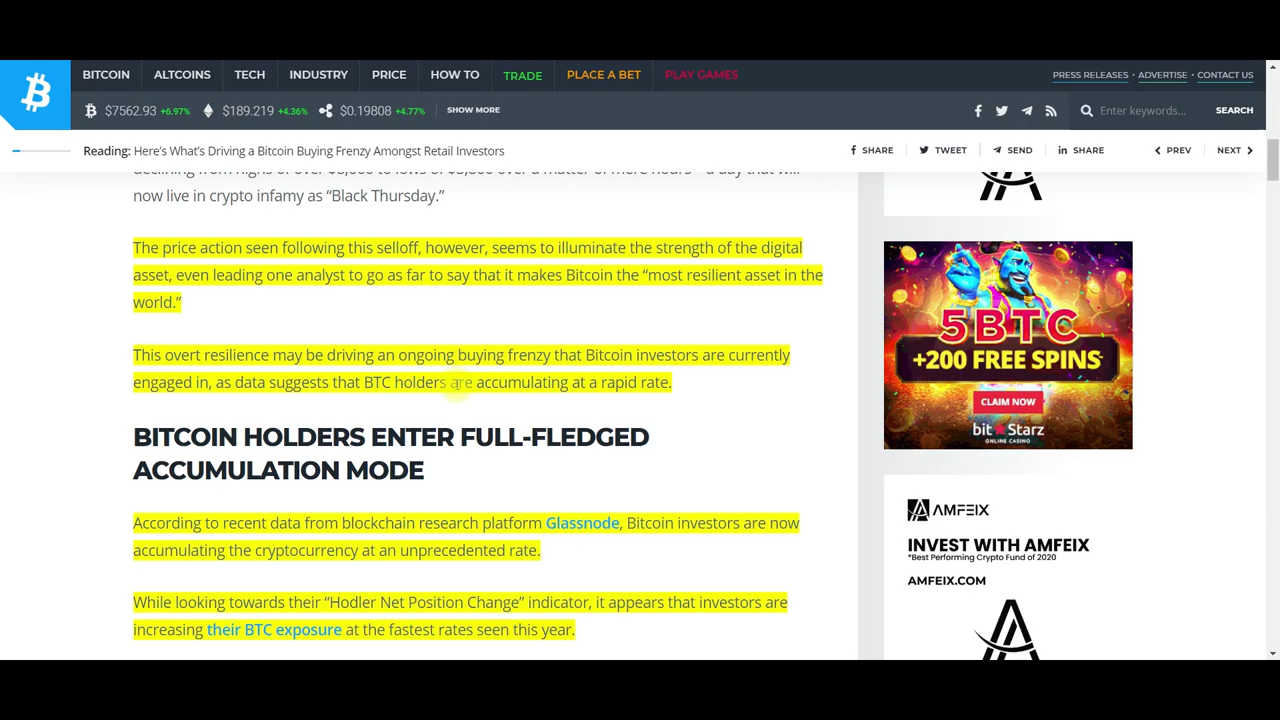 BITCOIN ALTCOINS TECH INDUSTRY PRICE HOW TO TRADE PLACE A BET PLAY GAMES PRESS RELEASES • ADVERTISE • CONTACT US
$7562.93 +6.97% $189.219 +4.36% $0.19808 +4.77% SHOW MORE Enter keywords... SEARCH
Reading: Here's What's Driving a Bitcoin Buying Frenzy Amongst Retail Investors SHARE TWEET SEND SHARE PREV NEXT
now live in crypto infamy as “Black Thursday.”
The price action seen following this selloff, however, seems to illuminate the strength of the digital
asset, even leading one analyst to go as far to say that it makes Bitcoin the “most resilient asset in the
world.”
This overt resilience may be driving an ongoing buying frenzy that Bitcoin investors are currently
engaged in, as data suggests that BTC holders are accumulating at a rapid rate.
BITCOIN HOLDERS ENTER FULL-FLEDGED
ACCUMULATION MODE
According to recent data from blockchain research platform Glassnode, Bitcoin investors are now
accumulating the cryptocurrency at an unprecedented rate.
While looking towards their “Hodler Net Position Change” indicator, it appears that investors are
increasing their BTC exposure at the fastest rates seen this year.
5BTC
+200 FREE SPINS
CLAIM NOW
bitStarz
ONLINE CASINO
AMFEIX
INVEST WITH AMFEIX
*Best Performing Crypto Fund of 2020
AMFEIX.COM